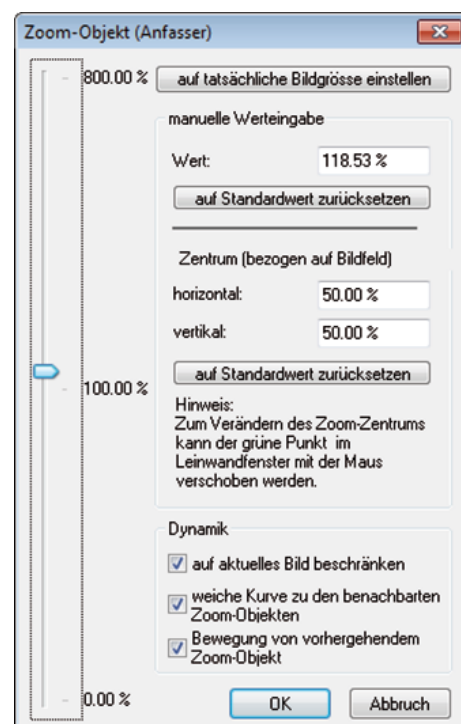 Zoom-Objekt (Anfasser)
800.00 %
auf tatsächliche Bildgrösse einstellen
manuelle Werteingabe
Wert: 118.53 %
auf Standardwert zurücksetzen
Zentrum (bezogen auf Bildfeld)
horizontal: 50.00 %
vertikal: 50.00 %
auf Standardwert zurücksetzen
100.00 %
Hinweis:
Zum Verändern des Zoom-Zentrums
kann der grüne Punkt im
Leinwandfenster mit der Maus
verschoben werden.
Dynamik
auf aktuelles Bild beschränken
weiche Kurve zu den benachbarten
Zoom-Objekten
Bewegung von vorhergehendem
Zoom-Objekt
0.00 %
OK
Abbruch